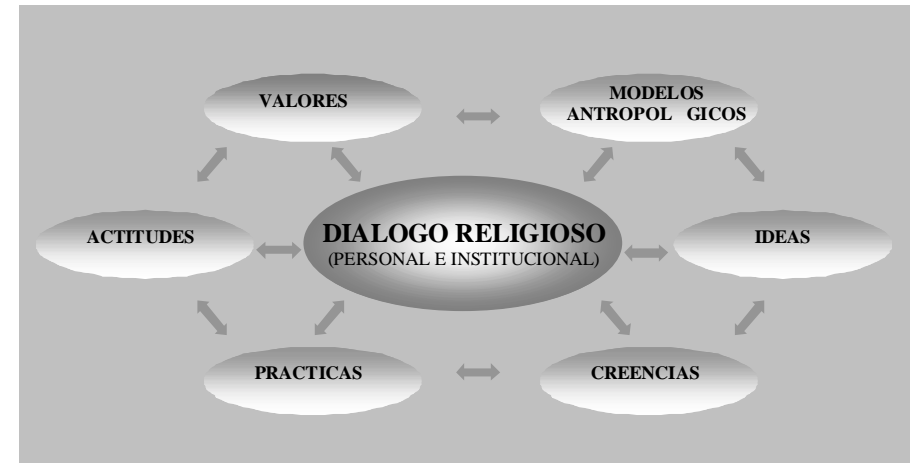 VALORES
MODELOS
ANTROPOL GICOS
ACTITUDES
DIALOGO RELIGIOSO
(PERSONAL E INSTITUCIONAL)
IDEAS
PRACTICAS
CREENCIAS